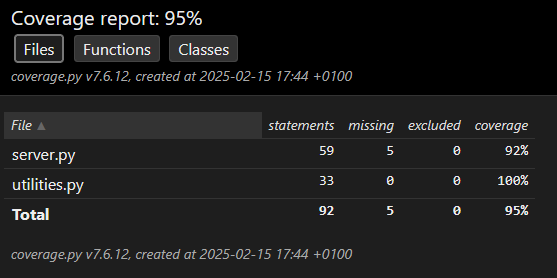 Coverage report: 95%
Files Functions Classes
coverage.py v7.6.12, created at 2025-02-15 17:44 +0100
File ▲ statements missing excluded coverage
server.py 59 5 0 92%
utilities.py 33 0 0 100%
Total 92 5 0 95%
coverage.py v7.6.12, created at 2025-02-15 17:44 +0100